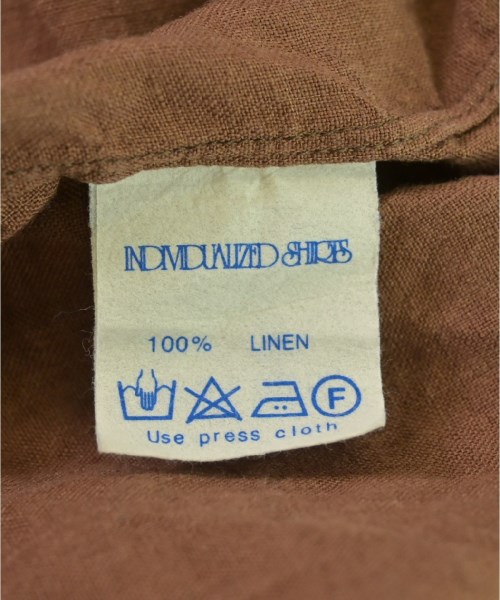 INDIVIDUALIZED SHIRTS
100% LINEN
F
Use press cloth